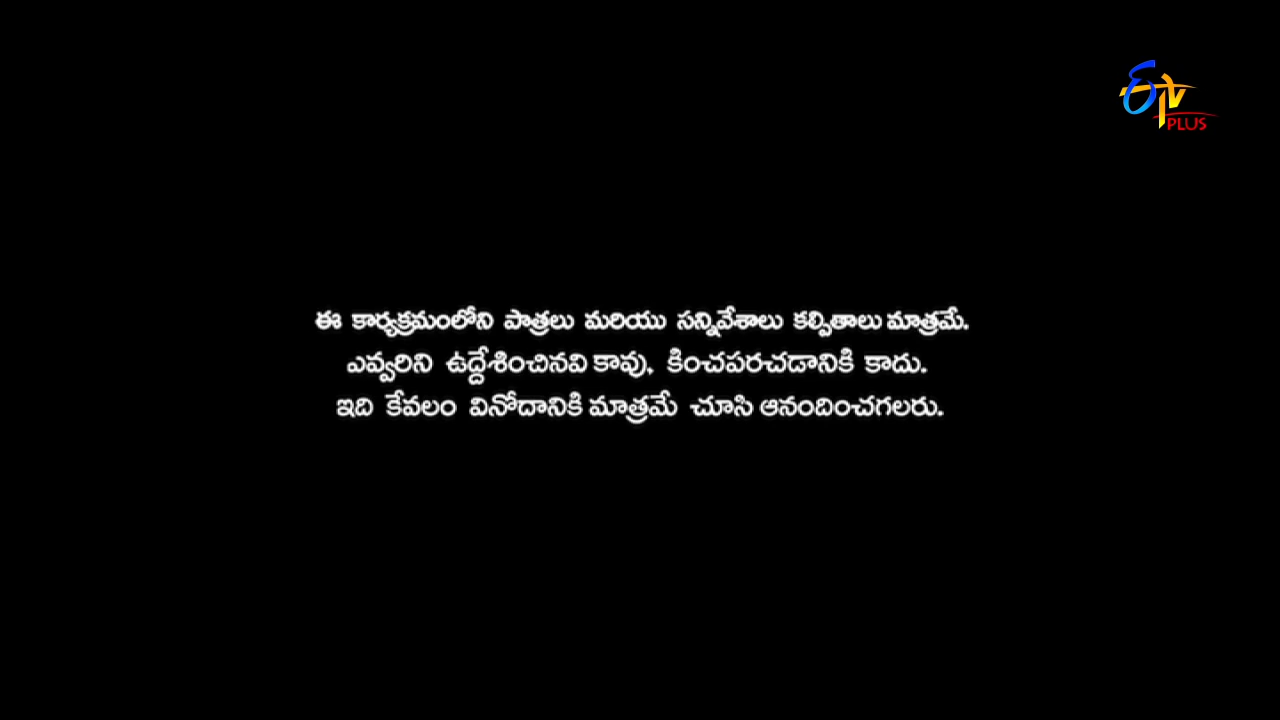 ETV
PLUS
ఈ కార్యక్రమంలోని పాత్రలు మరియు సన్నివేశాలు కల్పితాలు మాత్రమే.
ఎవ్వరిని ఉద్దేశించినవి కావు, కించపరచడానికి కాదు.
ఇది కేవలం వినోదానికి మాత్రమే చూసి ఆనందించగలరు.